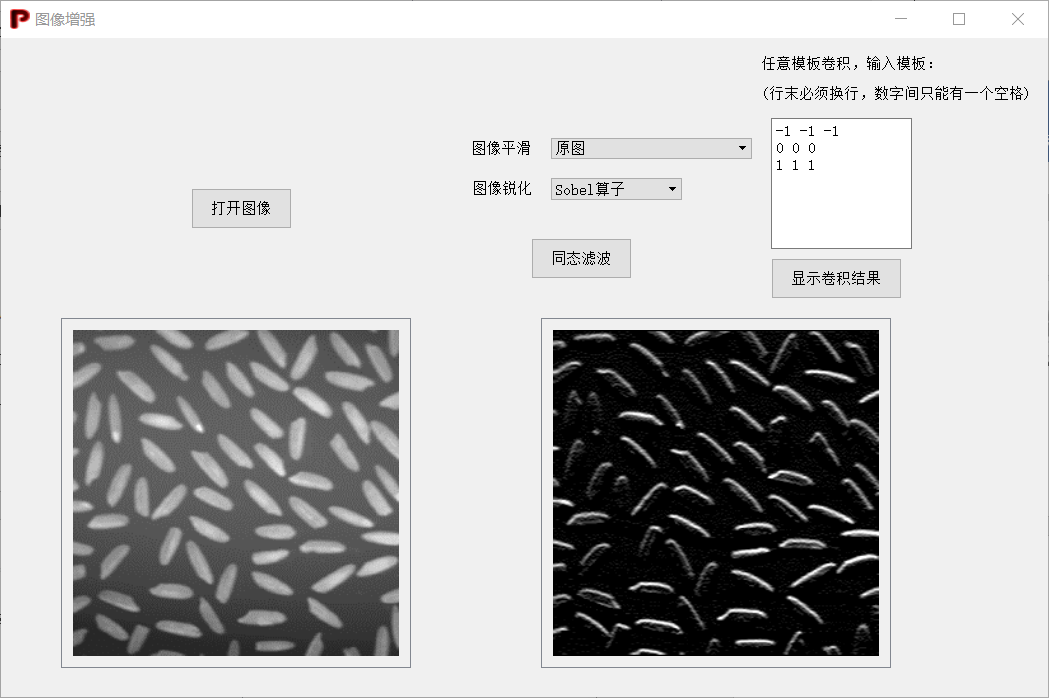 图像增强
任意模板卷积，输入模板：
(行末必须换行，数字间只能有一个空格)
图像平滑 原图
图像锐化 Sobel算子
-1 -1 -1
0 0 0
1 1 1
打开图像
同态滤波
显示卷积结果